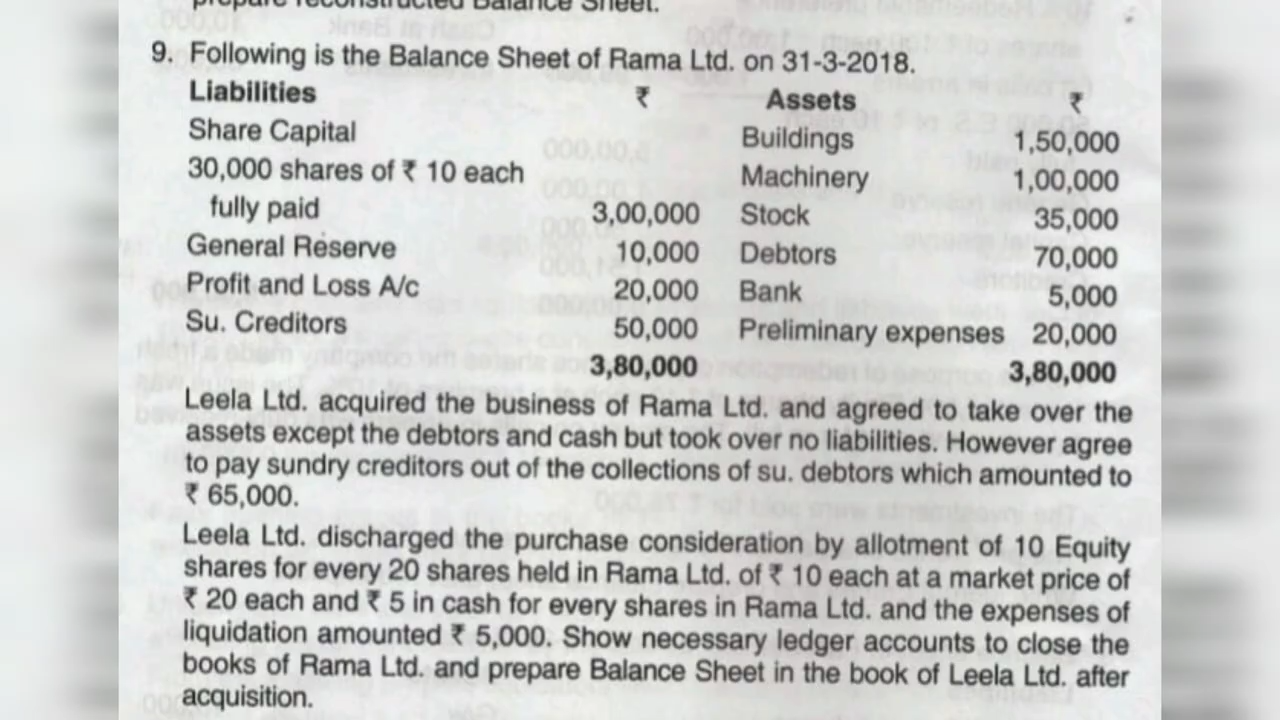 prepare reconstructed Balance Sheet.
9. Following is the Balance Sheet of Rama Ltd. on 31-3-2018.
Liabilities ₹ Assets ₹
Share Capital Buildings 1,50,000
30,000 shares of ₹ 10 each Machinery 1,00,000
fully paid 3,00,000 Stock 35,000
General Reserve 10,000 Debtors 70,000
Profit and Loss A/c 20,000 Bank 5,000
Su. Creditors 50,000 Preliminary expenses 20,000
3,80,000 3,80,000
Leela Ltd. acquired the business of Rama Ltd. and agreed to take over the
assets except the debtors and cash but took over no liabilities. However agree
to pay sundry creditors out of the collections of su. debtors which amounted to
₹ 65,000.
Leela Ltd. discharged the purchase consideration by allotment of 10 Equity
shares for every 20 shares held in Rama Ltd. of ₹ 10 each at a market price of
₹ 20 each and ₹ 5 in cash for every shares in Rama Ltd. and the expenses of
liquidation amounted ₹ 5,000. Show necessary ledger accounts to close the
books of Rama Ltd. and prepare Balance Sheet in the book of Leela Ltd. after
acquisition.